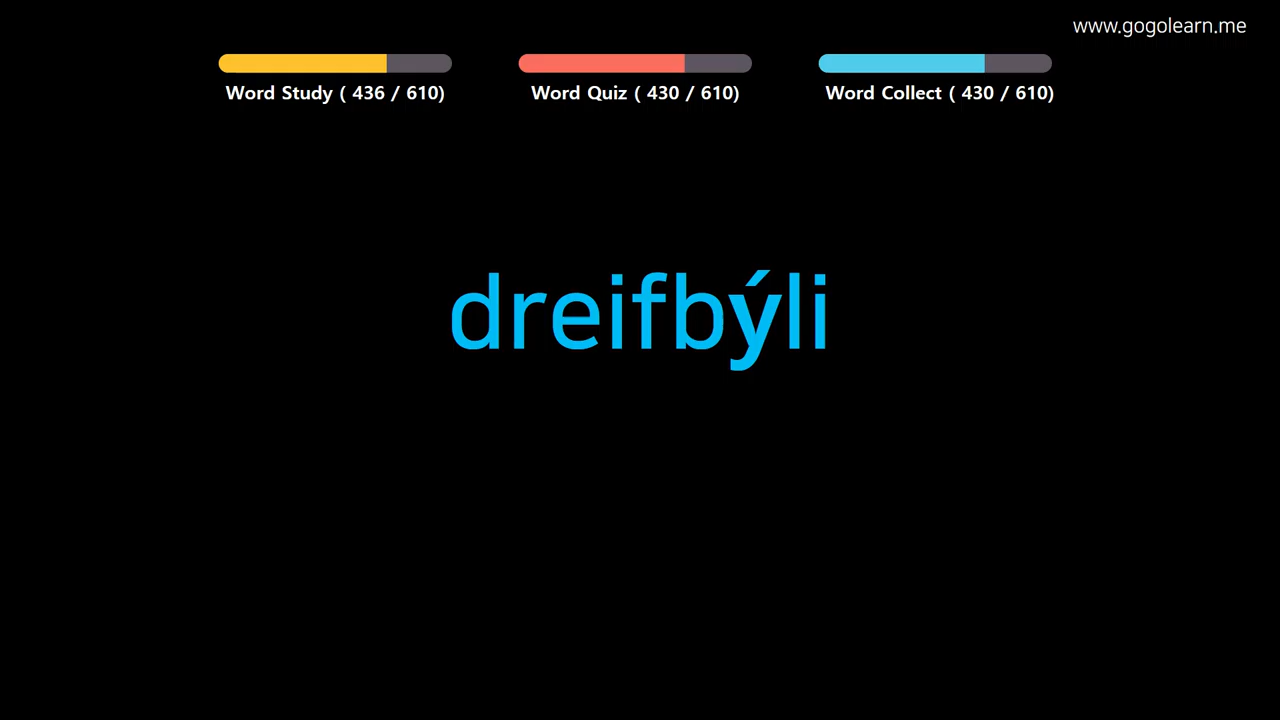 www.gogolearn.me
Word Study ( 436 / 610)
Word Quiz ( 430 / 610)
Word Collect ( 430 / 610)
dreifbýli